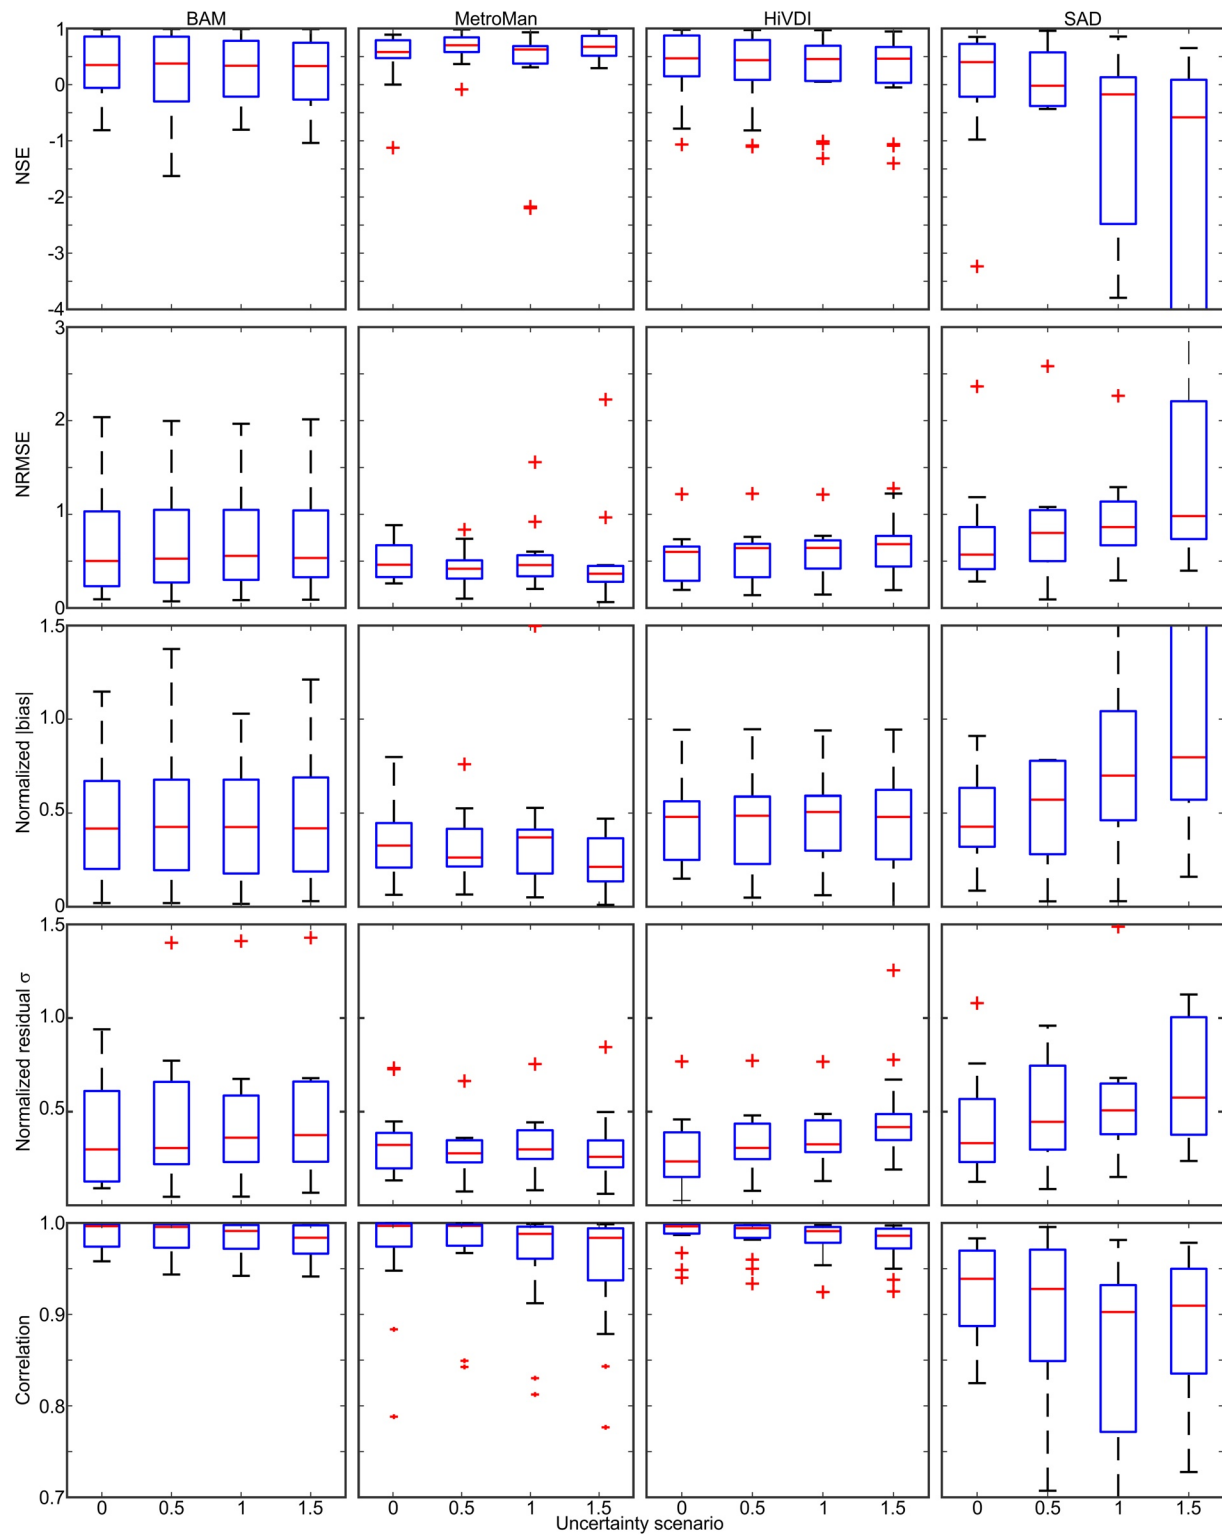 BAM MetroMan HiVDI SAD
NSE
1
0
-1
-2
-3
-4
NRMSE
3
2
1
0
Normalized |bias|
1.5
1.0
0.5
0
Normalized residual σ
1.5
1.0
0.5
Correlation
1.0
0.9
0.8
0.7
0 0.5 1 1.5 0 0.5 1 1.5 0 0.5 1 1.5 0 0.5 1 1.5
Uncertainty scenario